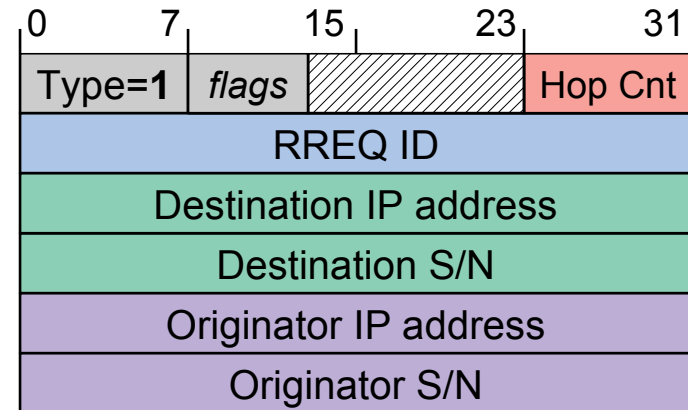 0 7 15 23 31
Type=1 flags Hop Cnt
RREQ ID
Destination IP address
Destination S/N
Originator IP address
Originator S/N